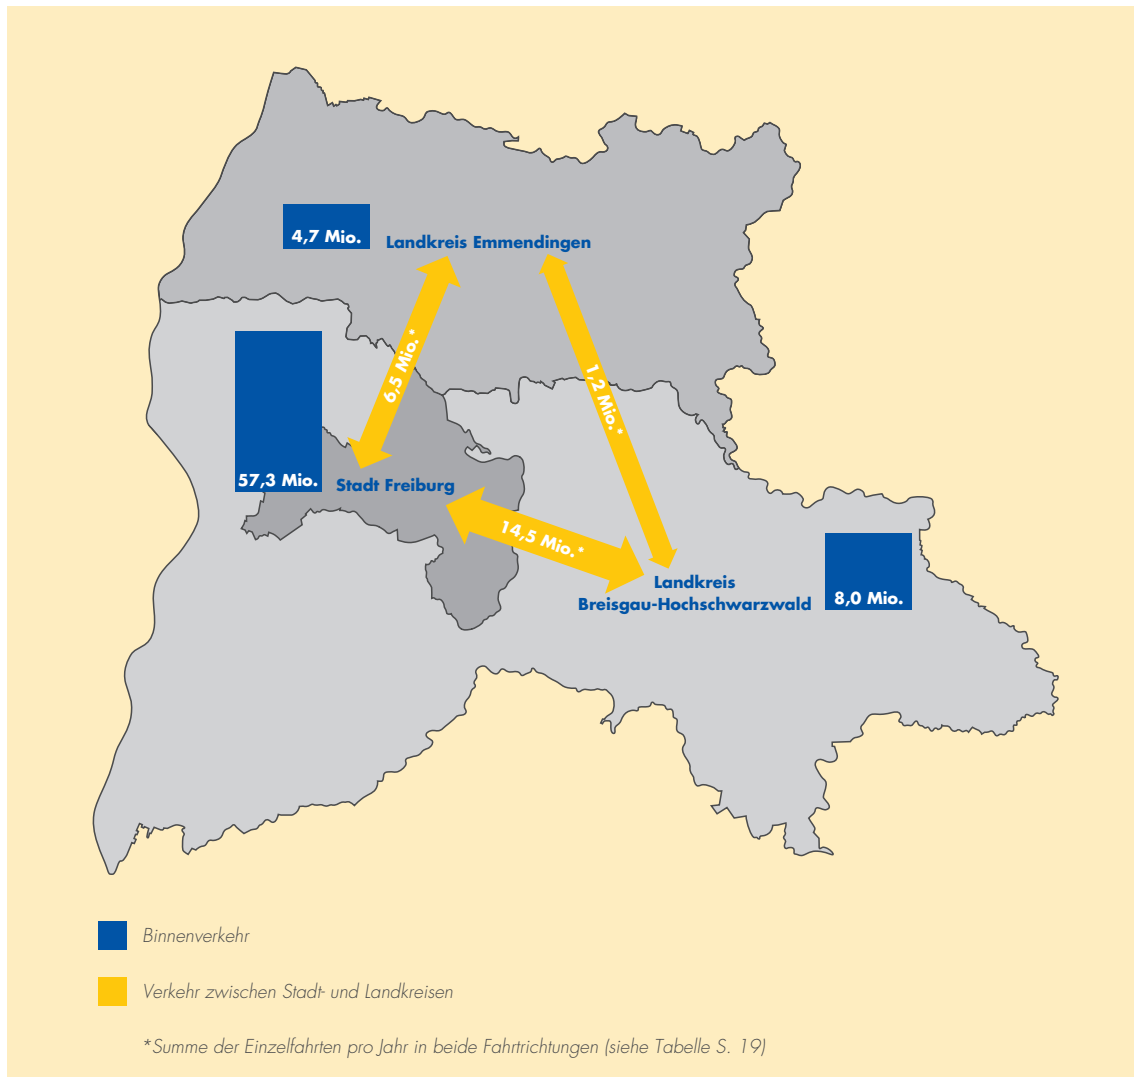 4,7 Mio.
Landkreis Emmendingen
6,5 Mio.*
1,2 Mio.*
57,3 Mio.
Stadt Freiburg
14,5 Mio.*
Landkreis
Breisgau-Hochschwarzwald
8,0 Mio.
Binnenverkehr
Verkehr zwischen Stadt- und Landkreisen
*Summe der Einzelfahrten pro Jahr in beide Fahrtrichtungen (siehe Tabelle S. 19)